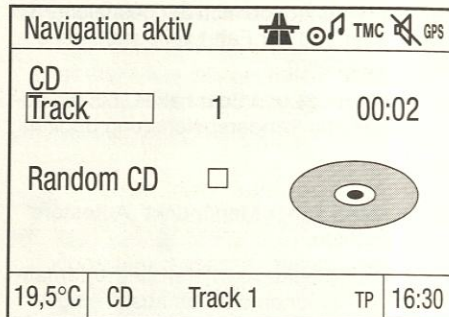 Navigation aktiv TMC GPS
CD
Track 1 00:02
Random CD
19,5°C CD Track 1 TP 16:30